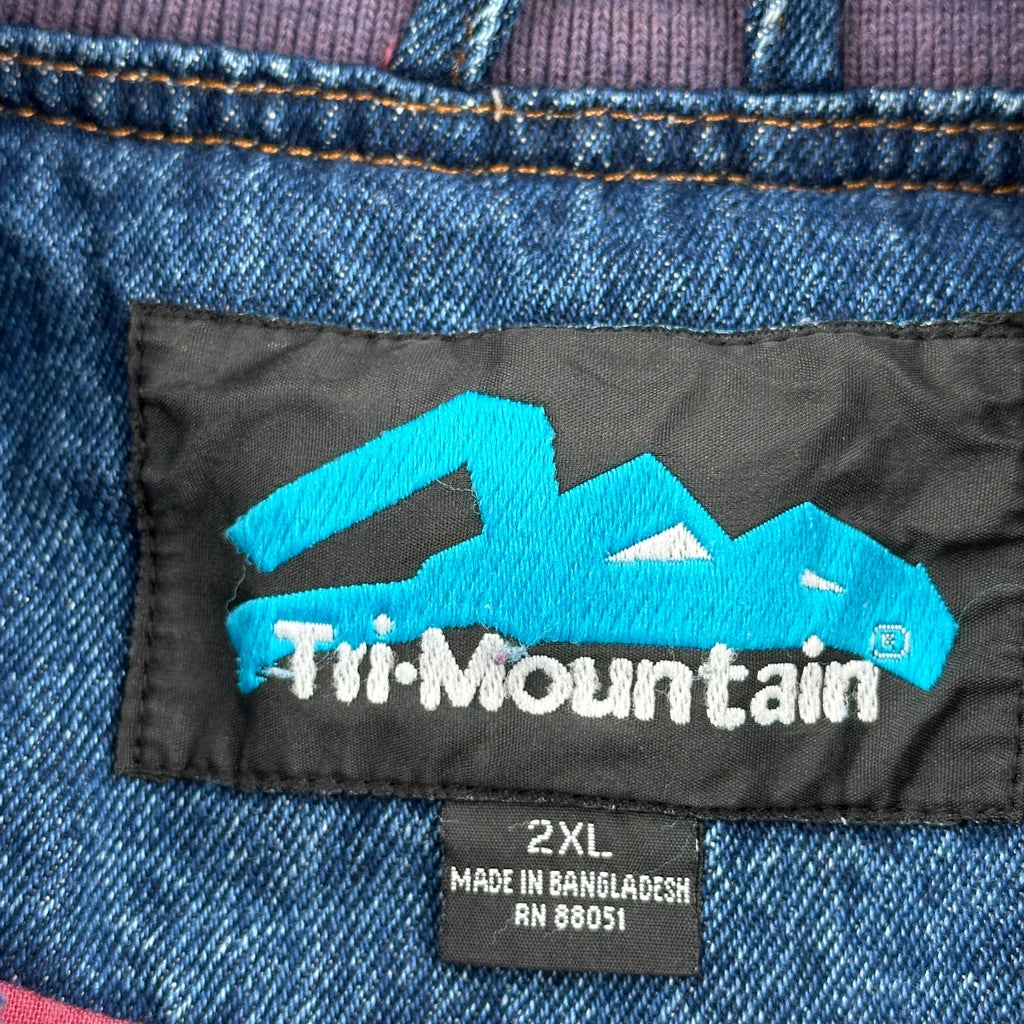 Tri-Mountain®
2XL
MADE IN BANGLADESH
RN 88051